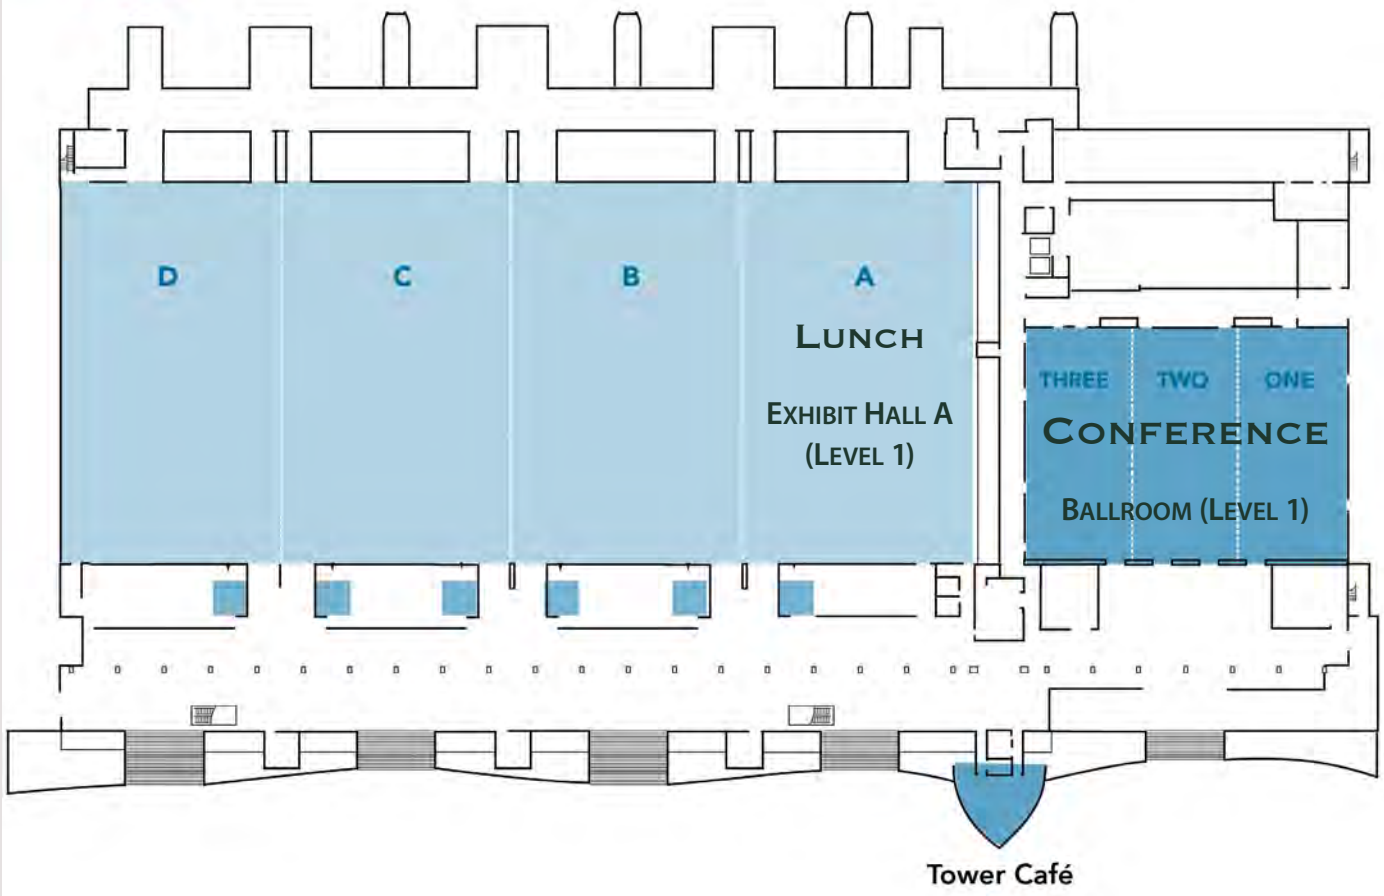 D
C
B
A
LUNCH
EXHIBIT HALL A
(LEVEL 1)
THREE
TWO
ONE
CONFERENCE
BALLROOM (LEVEL 1)
Tower Café